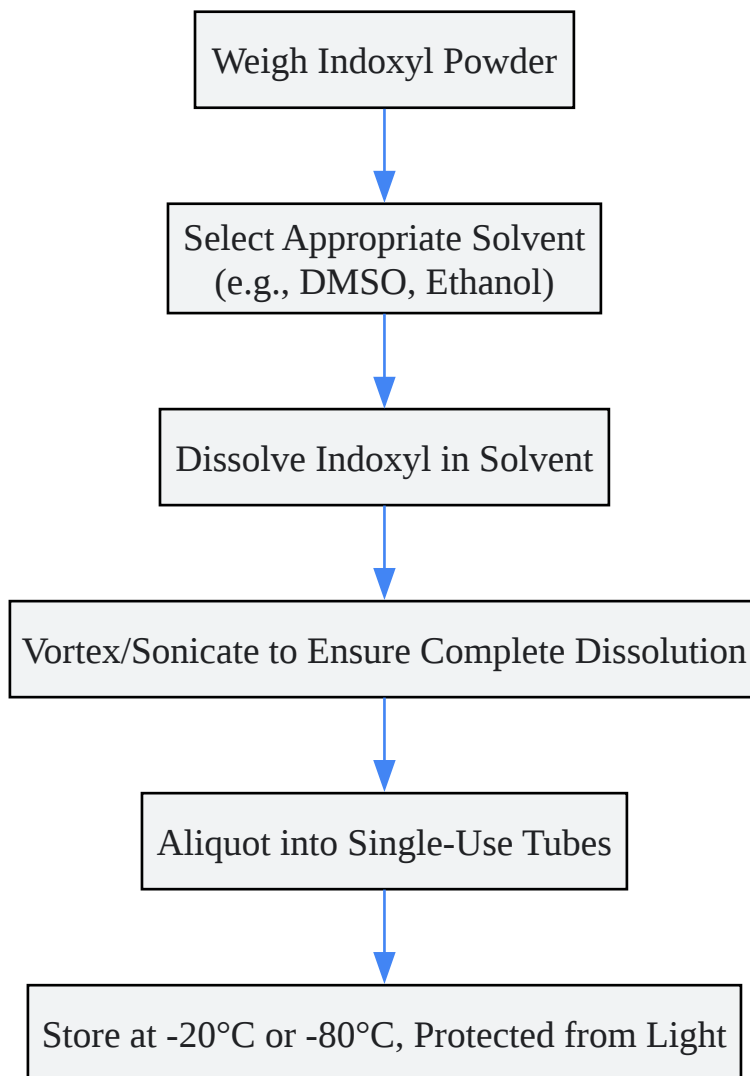 Weigh Indoxyl Powder
Select Appropriate Solvent
(e.g., DMSO, Ethanol)
Dissolve Indoxyl in Solvent
Vortex/Sonicate to Ensure Complete Dissolution
Aliquot into Single-Use Tubes
Store at -20°C or -80°C, Protected from Light